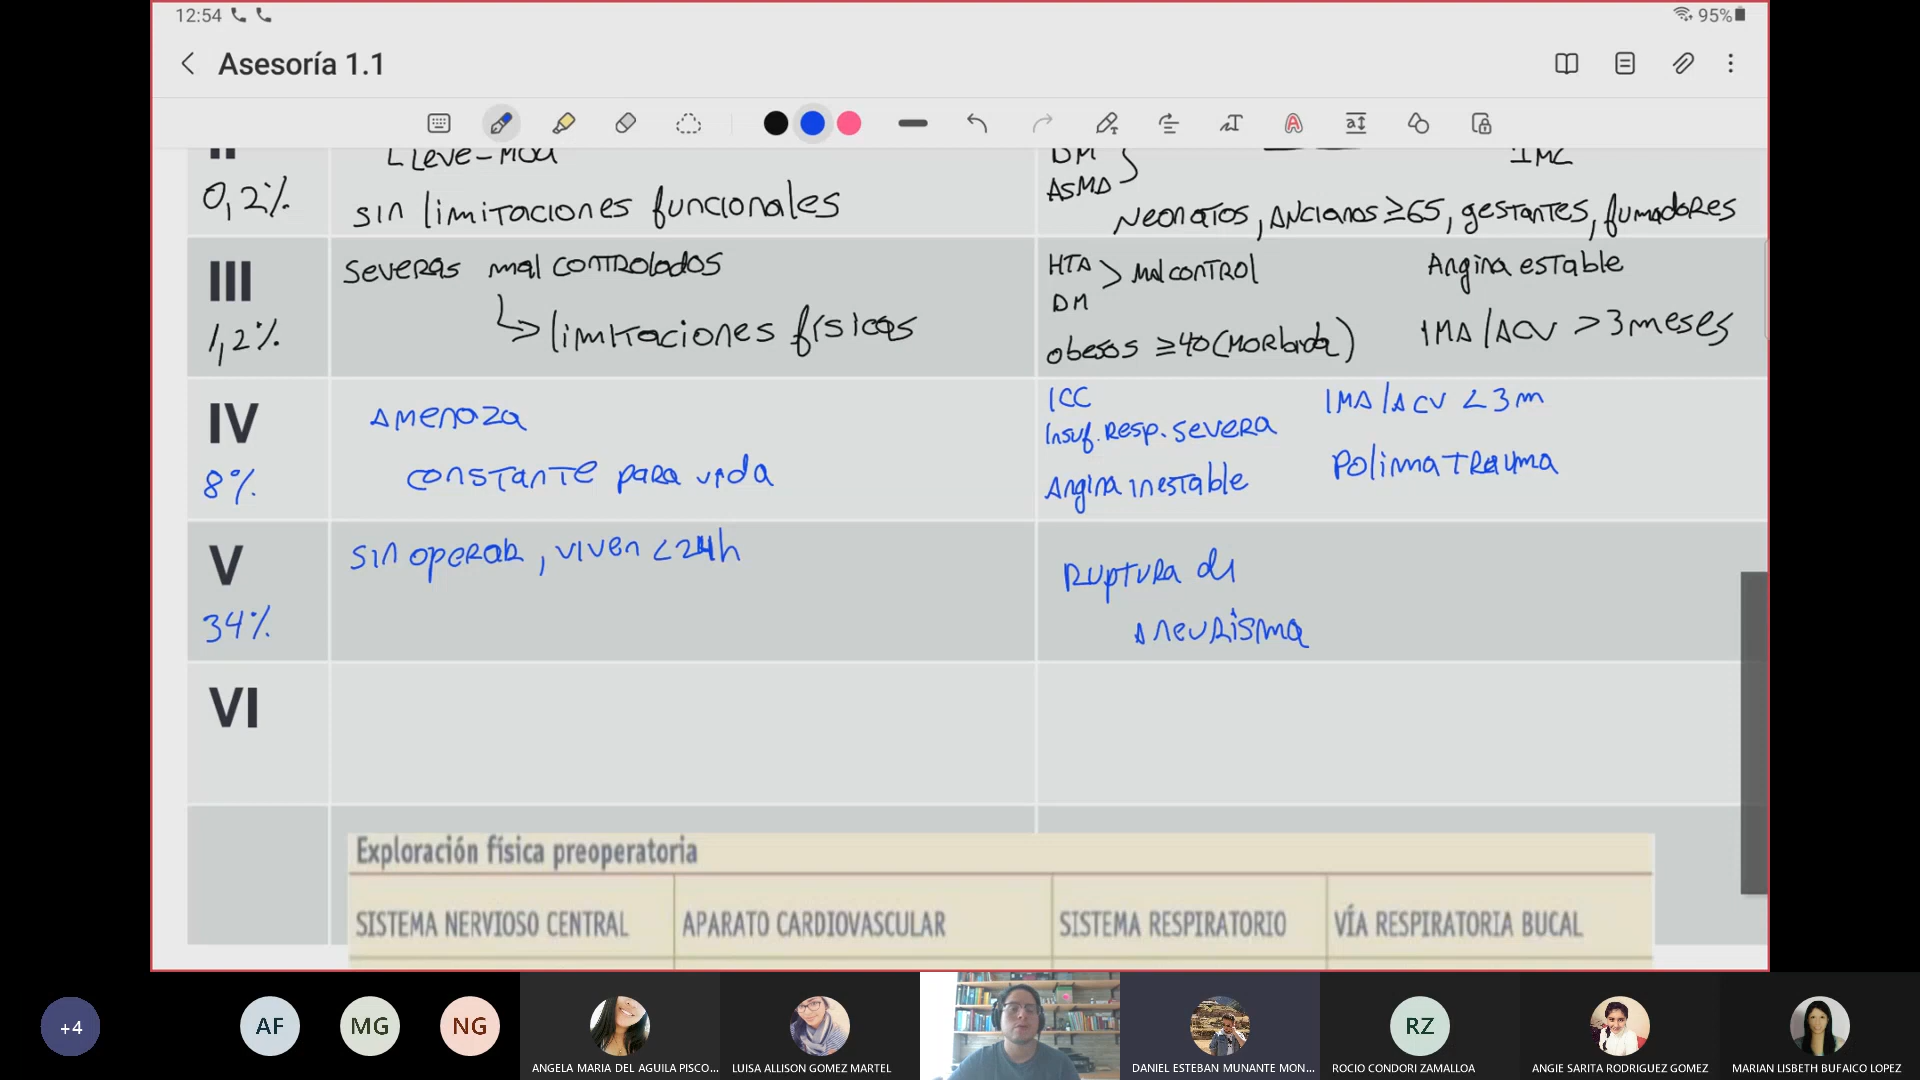 12:54
95%
Asesoría 1.1
II
Lleve-Mod
DM
IMC
0,2%
ASMA
sin limitaciones funcionales
Neonatos, Ancianos ≥65, gestantes, fumadores
III
1,2%
severas mal controlados
↳ limitaciones físicas
HTA > mal control
DM
obesos ≥40 (Morbida)
Angina estable
IMA/ACV >3 meses
IV
8%
Amenaza
constante para vida
ICC
Insuf. Resp. severa
Angina inestable
IMA/ACV <3m
Polimatrauma
V
34%
sin operar, viven <24h
Ruptura de
Aneurisma
VI
Exploración física preoperatoria
SISTEMA NERVIOSO CENTRAL
APARATO CARDIOVASCULAR
SISTEMA RESPIRATORIO
VÍA RESPIRATORIA BUCAL
+4
AF
MG
NG
ANGELA MARIA DEL AGUILA PISCO...
LUISA ALLISON GOMEZ MARTEL
DANIEL ESTEBAN MUNANTE MON...
RZ
ROCIO CONDORI ZAMALLOA
ANGIE SARITA RODRIGUEZ GOMEZ
MARIAN LISBETH BUFAICO LOPEZ